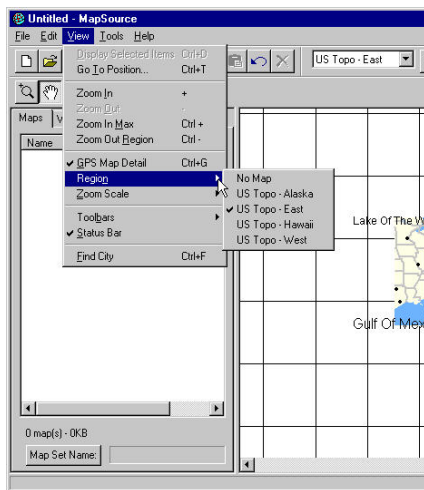 Untitled - MapSource
File Edit View Tools Help
US Topo - East
Display Selected Items Ctrl+D
Go To Position... Ctrl+T
Zoom In +
Zoom Out -
Zoom In Max Ctrl +
Zoom Out Region Ctrl -
GPS Map Detail Ctrl+G
Region
Zoom Scale
Toolbars
Status Bar
Find City Ctrl+F
No Map
US Topo - Alaska
US Topo - East
US Topo - Hawaii
US Topo - West
Maps
Name
Lake Of The W
Gulf Of Mex
0 map(s) - 0KB
Map Set Name: